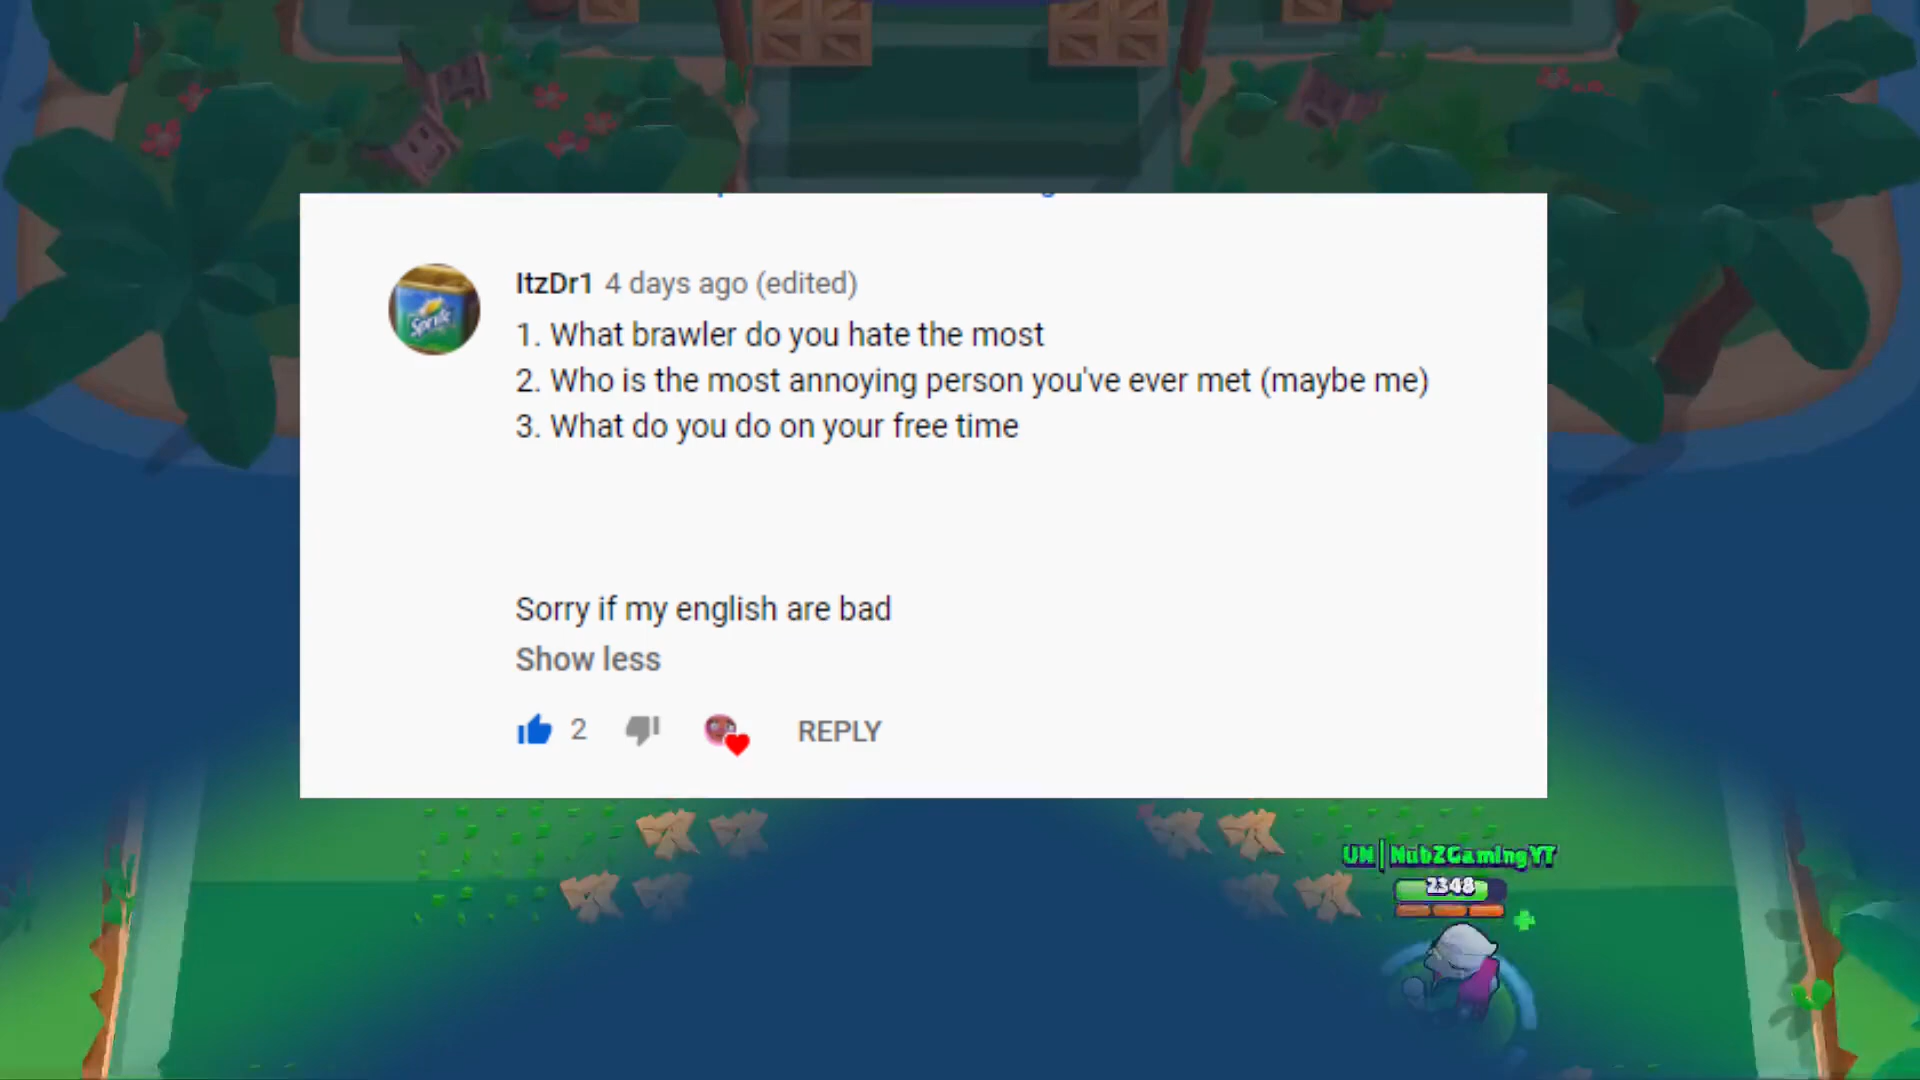 ItzDr1 4 days ago (edited)
1. What brawler do you hate the most
2. Who is the most annoying person you've ever met (maybe me)
3. What do you do on your free time
Sorry if my english are bad
Show less
2 REPLY
Sprite
UN | NubZGamingYT
2348